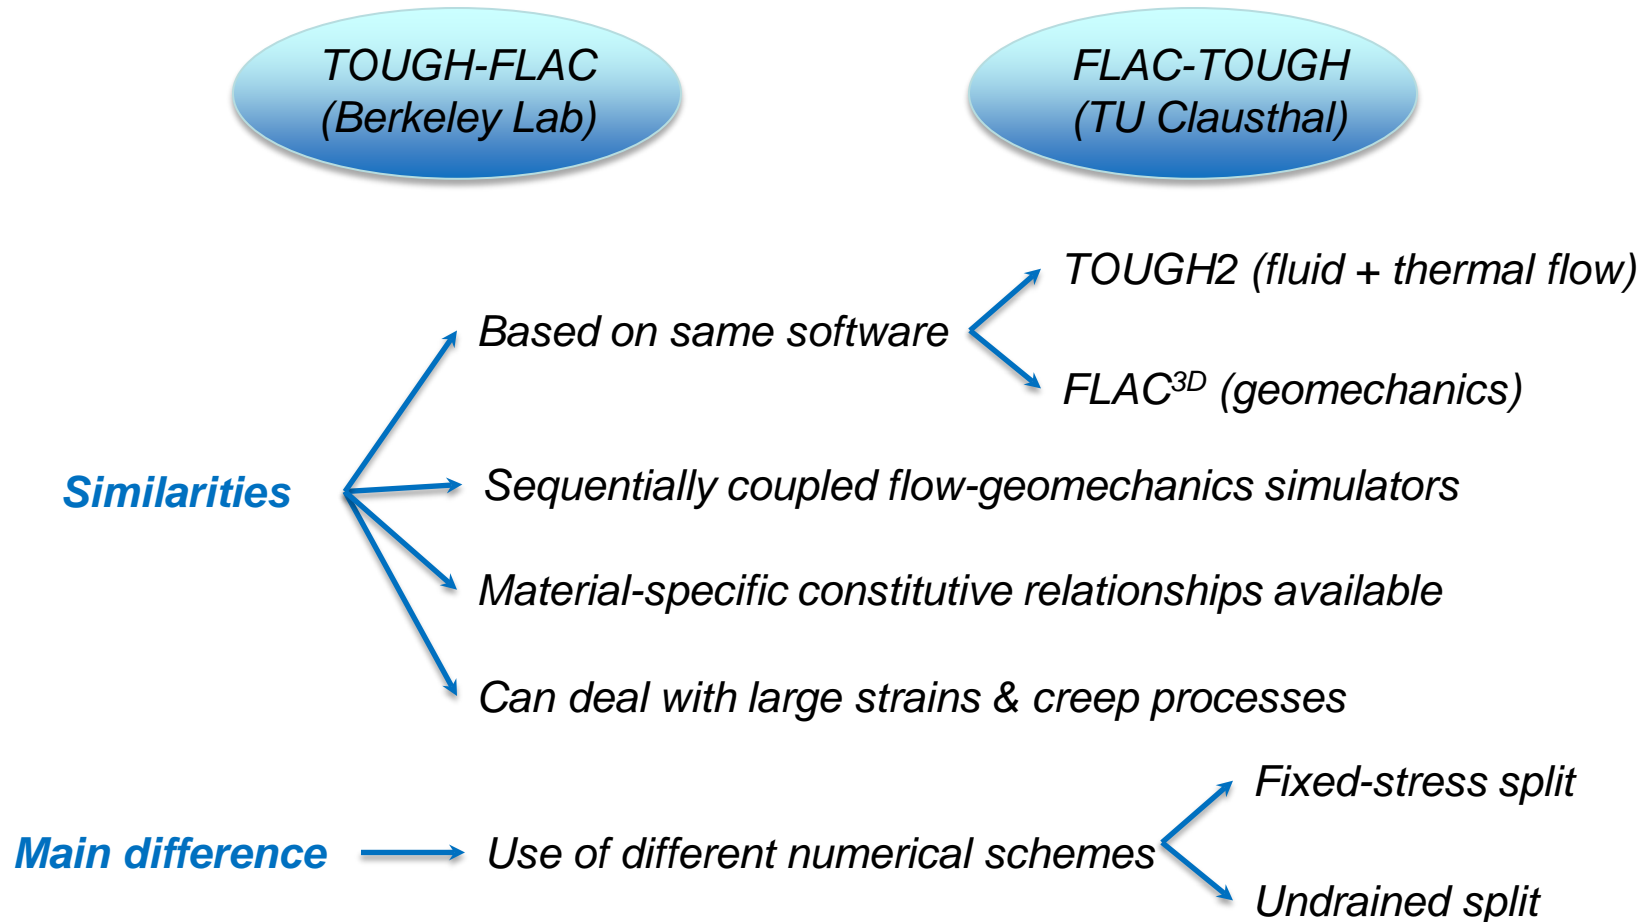 TOUGH-FLAC
(Berkeley Lab)
FLAC-TOUGH
(TU Clausthal)
TOUGH2 (fluid + thermal flow)
Based on same software
FLAC3D (geomechanics)
Similarities
Sequentially coupled flow-geomechanics simulators
Material-specific constitutive relationships available
Can deal with large strains & creep processes
Fixed-stress split
Main difference
Use of different numerical schemes
Undrained split